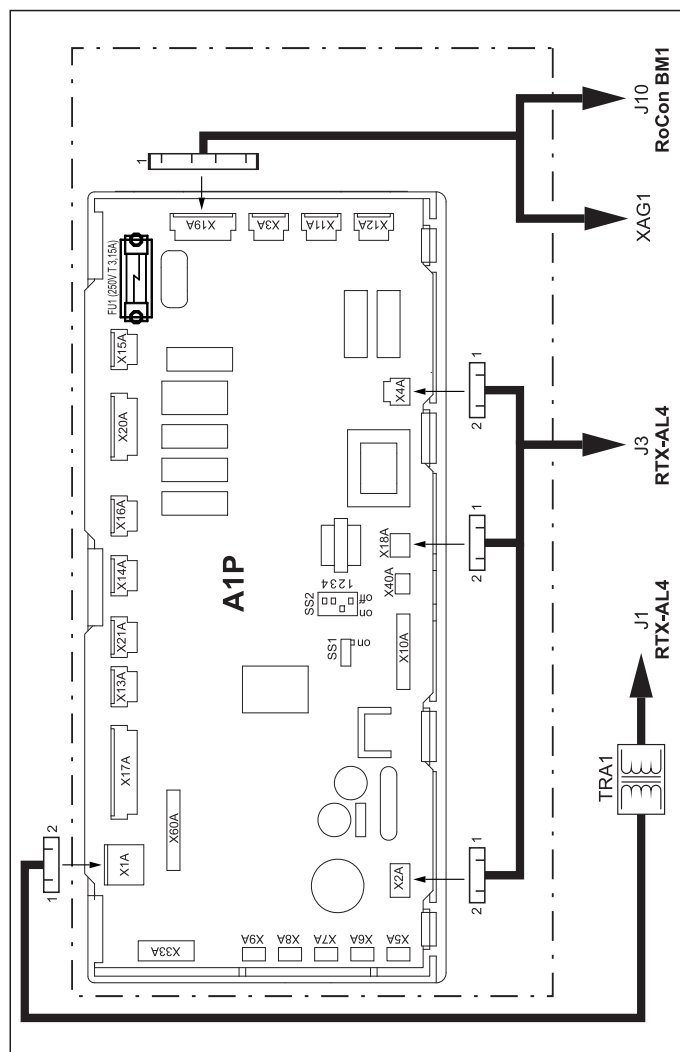 1
X19A
X3A
X11A
X12A
FU1 (250V T 3,15A)
X15A
X20A
X16A
X14A
X21A
X13A
X17A
X60A
X1A
1 2
X33A
A1P
X4A
X18A
X40A
SS2
1 2 3 4
on off
SS1
on
X10A
X2A
X9A
X8A
X7A
X6A
X5A
2 1
2 1
2 1
J10
RoCon BM1
XAG1
J3
RTX-AL4
J1
RTX-AL4
TRA1